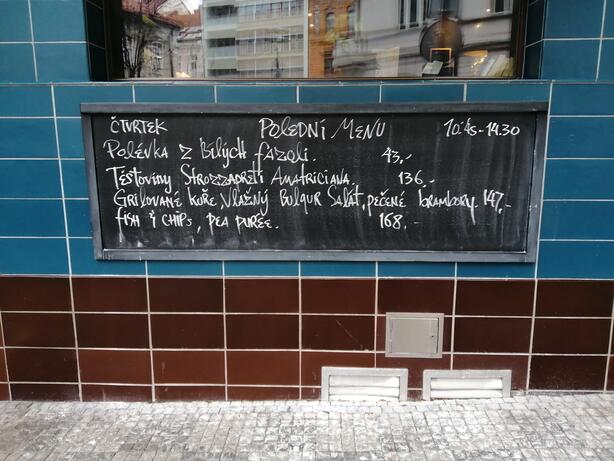 ČTVRTEK POLEDNÍ MENU 10:45-14.30
POLÉVKA Z BÍLÝCH FAZOLÍ. 43,-
TĚSTOVINY STROZZAPRETI AMATRICIANA. 136.-
GRILOVANÉ KUŘE, VLAŽNÝ BULGUR SALÁT, PEČENÉ BRAMBORY. 147,-
FISH & CHIPS, PEA PUREE. 168,-